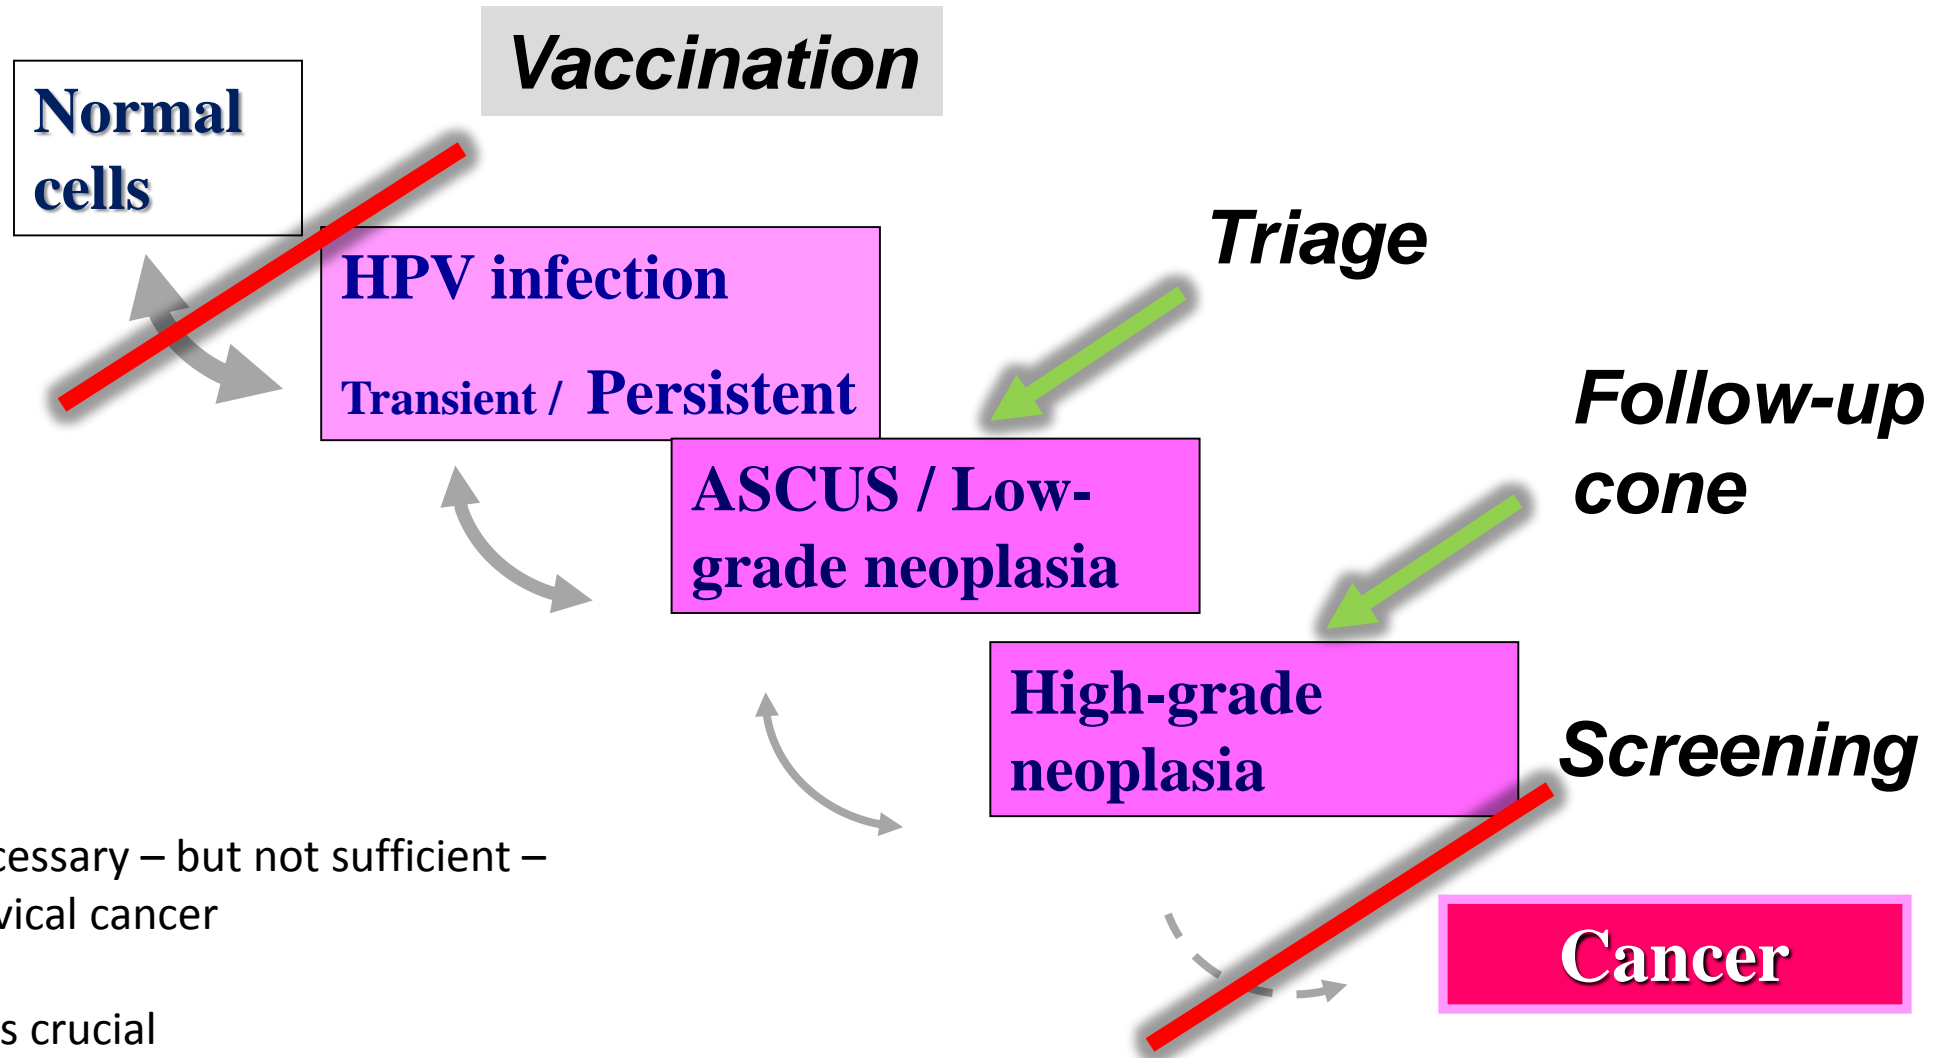 Vaccination
Normal
cells
HPV infection
Transient / Persistent
Triage
ASCUS / Low-
grade neoplasia
Follow-up
cone
High-grade
neoplasia
Screening
Cancer
cessary – but not sufficient –
vical cancer
s crucial